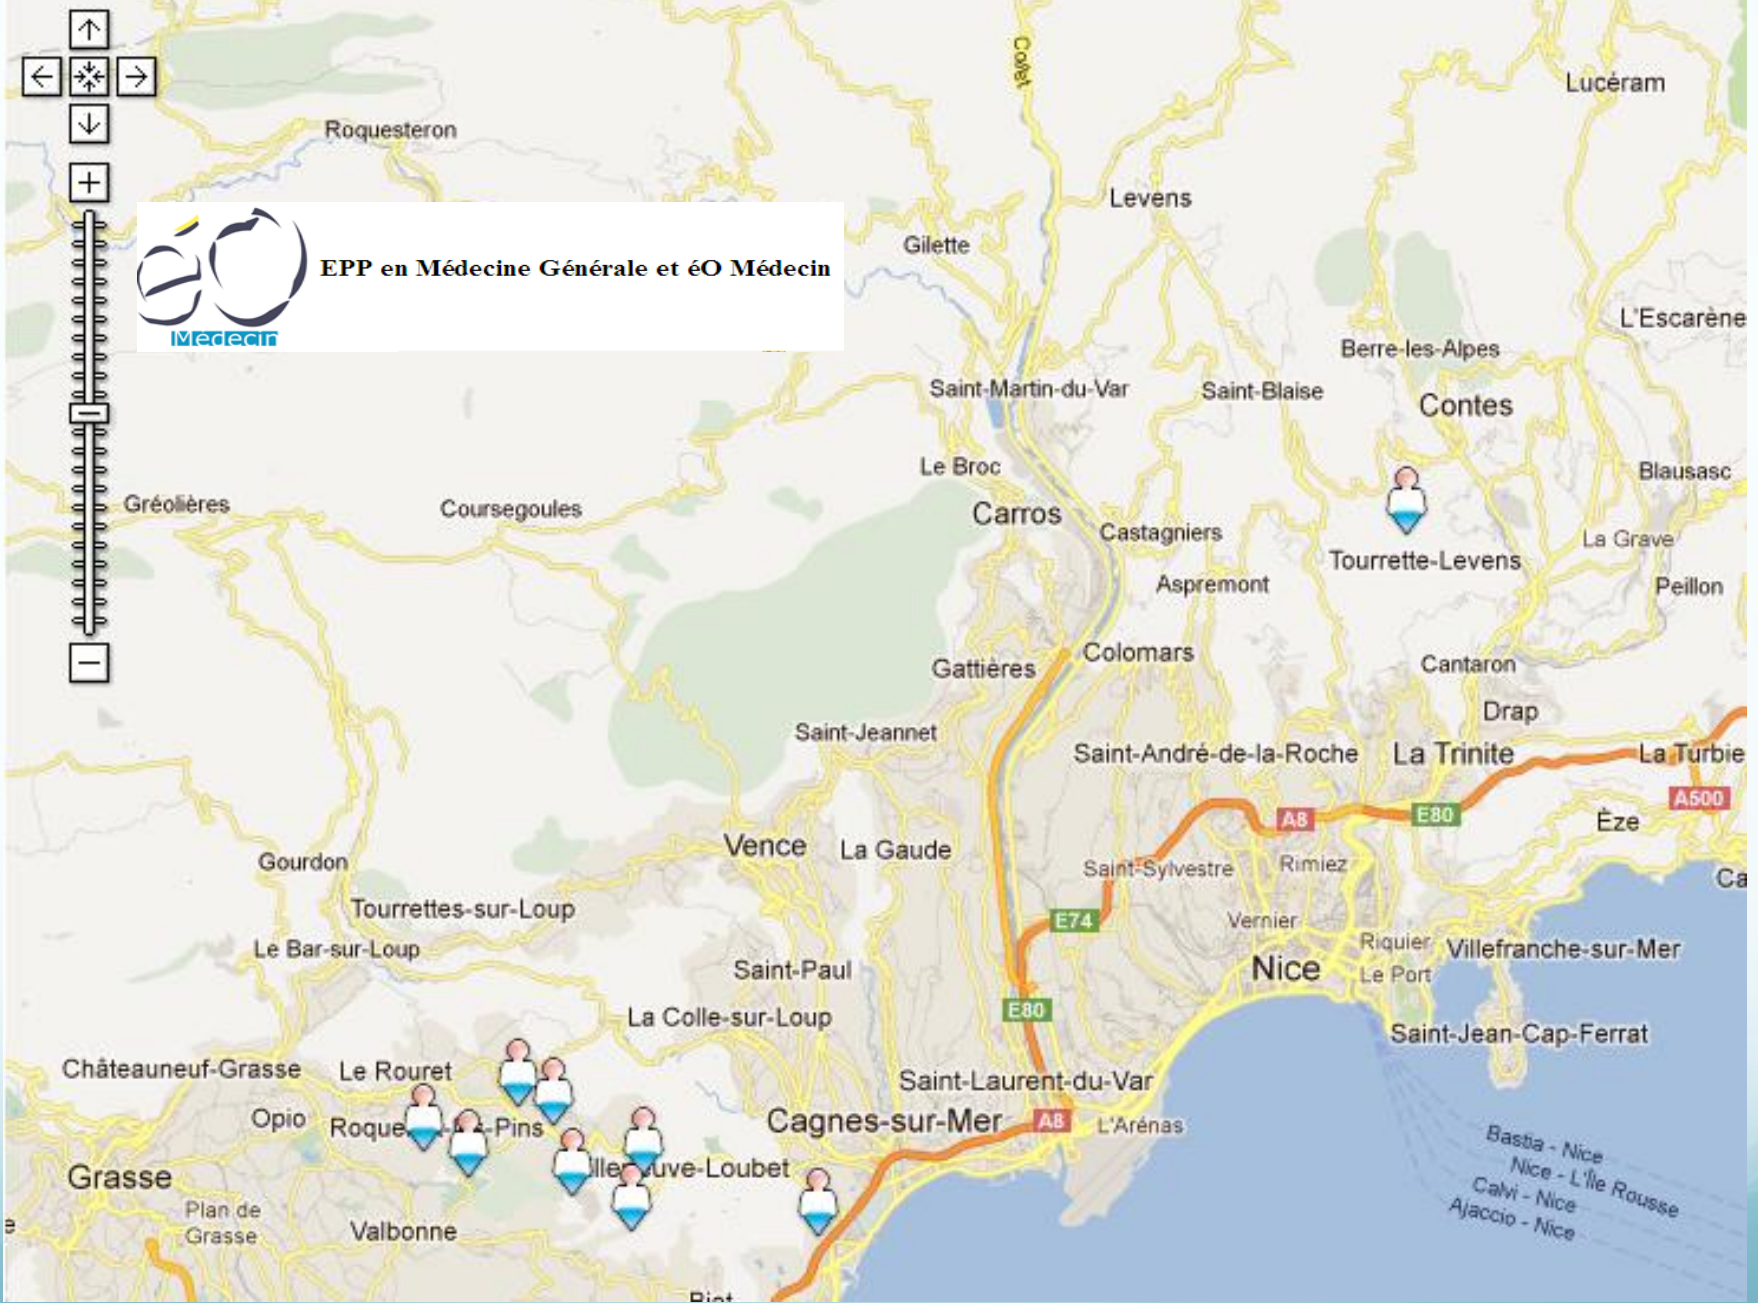 Cofet
Lucéram
Roquesteron
Levens
Gilette
éO
EPP en Médecine Générale et éO Médecin
Médecin
L'Escarène
Berre-les-Alpes
Saint-Martin-du-Var
Saint-Blaise
Contes
Le Broc
Blausasc
Gréolières
Coursegoules
Carros
Castagniers
La Grave
Tourrette-Levens
Aspremont
Peillon
Colomars
Gattières
Cantaron
Drap
Saint-Jeannet
Saint-André-de-la-Roche
La Trinite
La Turbie
A500
A8
E80
Èze
Vence
La Gaude
Gourdon
Saint-Sylvestre
Rimiez
Ca
Tourrettes-sur-Loup
E74
Vernier
Le Bar-sur-Loup
Riquier
Villefranche-sur-Mer
Saint-Paul
Nice
Le Port
E80
La Colle-sur-Loup
Saint-Jean-Cap-Ferrat
Châteauneuf-Grasse
Le Rouret
Saint-Laurent-du-Var
Opio
Cagnes-sur-Mer
A8
L'Arénas
-Pins
Bastia - Nice
Nice - L'Île Rousse
Calvi - Nice
Ajaccio - Nice
uve-Loubet
Grasse
Plan de
Grasse
Valbonne
e